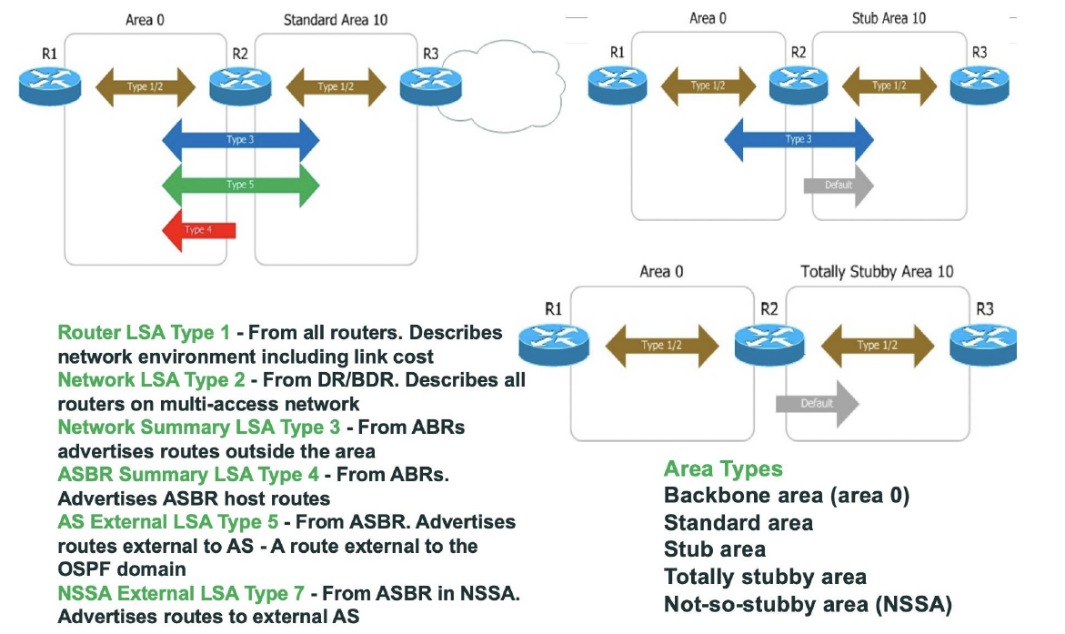 Area 0
Standard Area 10
R1
R2
R3
Type 1/2
Type 1/2
Type 3
Type 5
Type 4
Area 0
Stub Area 10
R1
R2
R3
Type 1/2
Type 1/2
Type 3
Default
Area 0
Totally Stubby Area 10
R1
R2
R3
Type 1/2
Type 1/2
Default
Router LSA Type 1 - From all routers. Describes
network environment including link cost
Network LSA Type 2 - From DR/BDR. Describes all
routers on multi-access network
Network Summary LSA Type 3 - From ABRs
advertises routes outside the area
ASBR Summary LSA Type 4 - From ABRs.
Advertises ASBR host routes
AS External LSA Type 5 - From ASBR. Advertises
routes external to AS - A route external to the
OSPF domain
NSSA External LSA Type 7 - From ASBR in NSSA.
Advertises routes to external AS
Area Types
Backbone area (area 0)
Standard area
Stub area
Totally stubby area
Not-so-stubby area (NSSA)